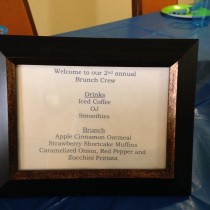 Welcome to our 2nd annual
Brunch Crew
Drinks
Iced Coffee
OJ
Smoothies
Brunch
Apple Cinnamon Oatmeal
Strawberry Shortcake Muffins
Caramelized Onion, Red Pepper and
Zucchini Frittata